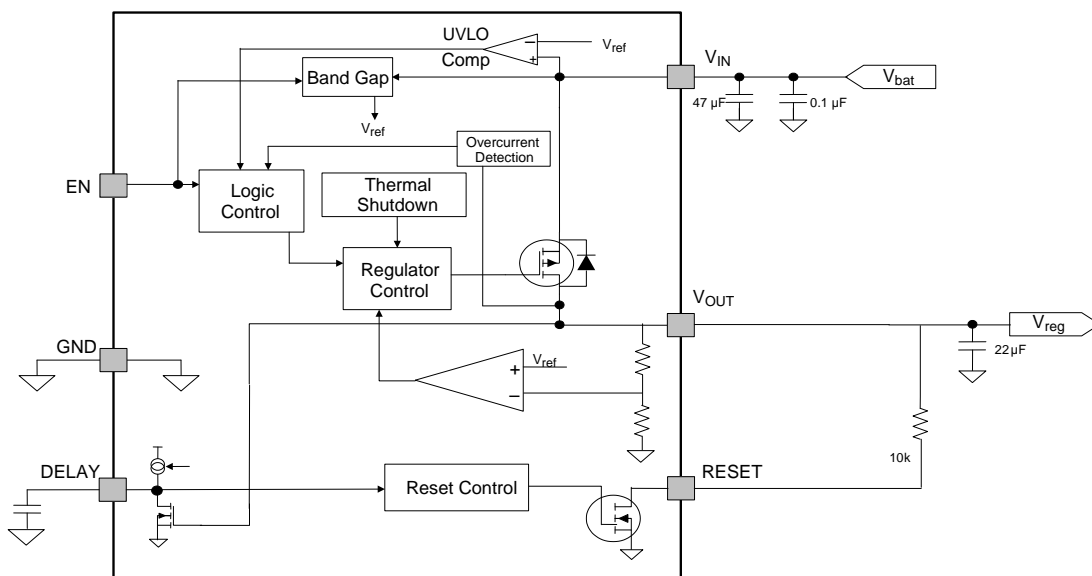 UVLO
Comp
−
+
Vref
VIN
Vbat
47 µF
0.1 µF
Band Gap
Vref
Overcurrent
Detection
EN
Logic
Control
Thermal
Shutdown
Regulator
Control
VOUT
Vreg
22µF
GND
Vref
+
−
10k
DELAY
RESET
Reset Control